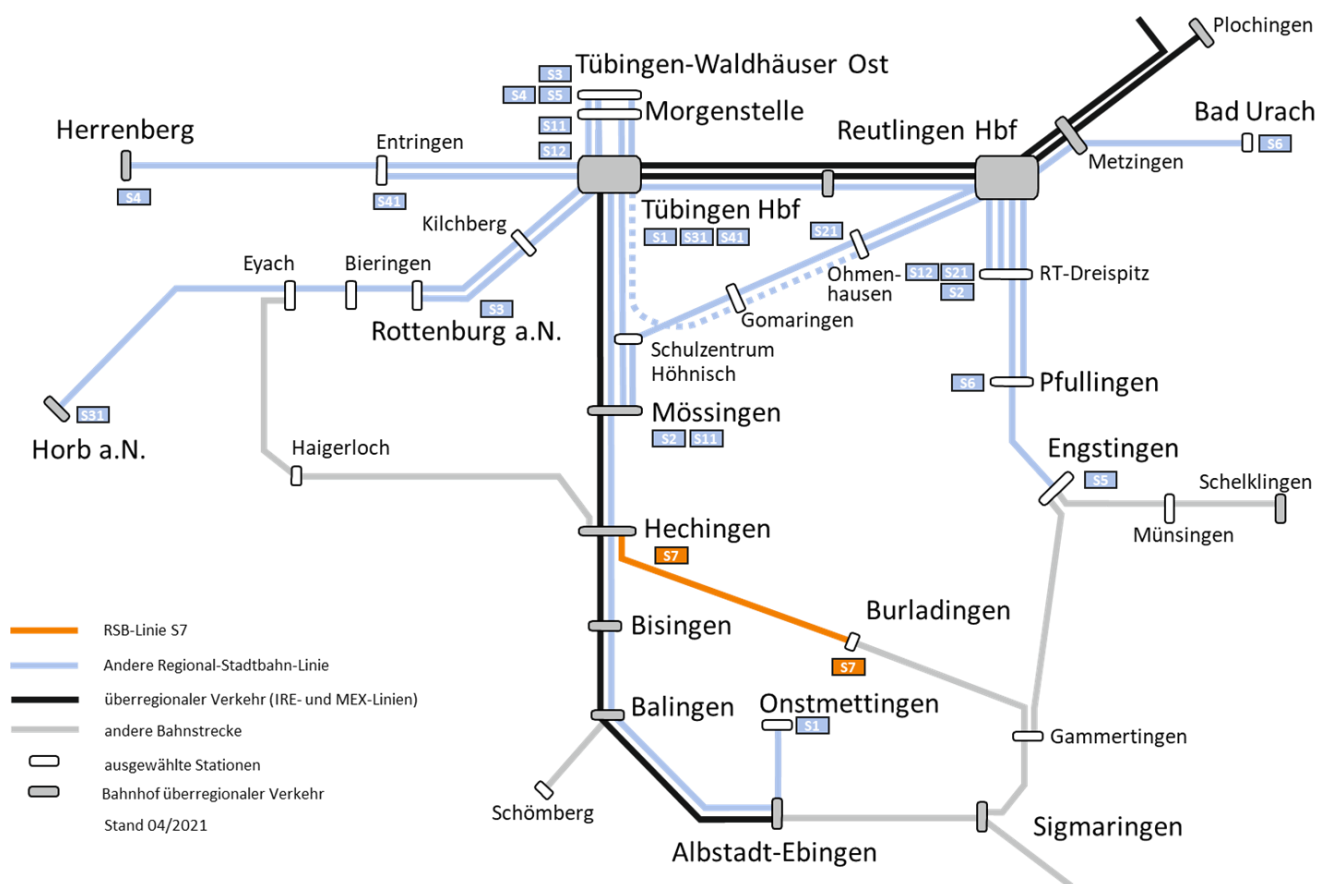 Plochingen
S3
Tübingen-Waldhäuser Ost
S4 S5
Morgenstelle
S11
S12
Herrenberg
Entringen
Reutlingen Hbf
Bad Urach
S6
Metzingen
S4
S41
Tübingen Hbf
S1 S31 S41
Kilchberg
S21
Eyach
Bieringen
Ohmen-
hausen
S12 S21
S2
RT-Dreispitz
S3
Rottenburg a.N.
Gomaringen
Schulzentrum
Höhnisch
S6
Pfullingen
S31
Horb a.N.
Mössingen
S2 S11
Haigerloch
Engstingen
S5
Schelklingen
Münsingen
Hechingen
S7
Burladingen
S7
Bisingen
Balingen
Onstmettingen
S1
Gammertingen
Schömberg
Albstadt-Ebingen
Sigmaringen
RSB-Linie S7
Andere Regional-Stadtbahn-Linie
überregionaler Verkehr (IRE- und MEX-Linien)
andere Bahnstrecke
ausgewählte Stationen
Bahnhof überregionaler Verkehr
Stand 04/2021